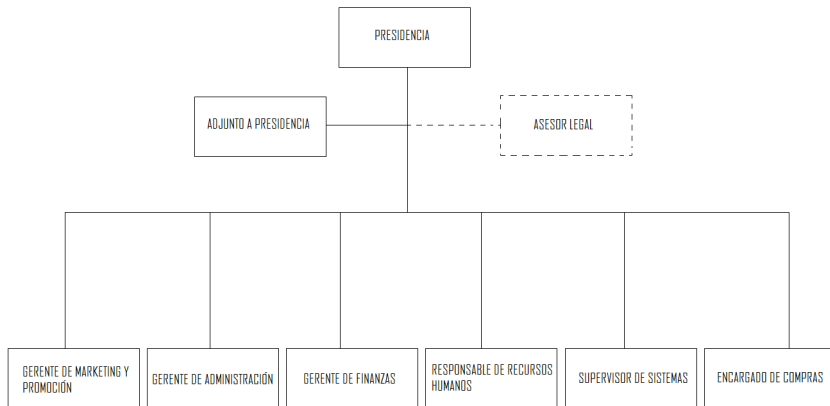 PRESIDENCIA
ADJUNTO A PRESIDENCIA
ASESOR LEGAL
GERENTE DE MARKETING Y
PROMOCIÓN
GERENTE DE ADMINISTRACIÓN
GERENTE DE FINANZAS
RESPONSABLE DE RECURSOS
HUMANOS
SUPERVISOR DE SISTEMAS
ENCARGADO DE COMPRAS